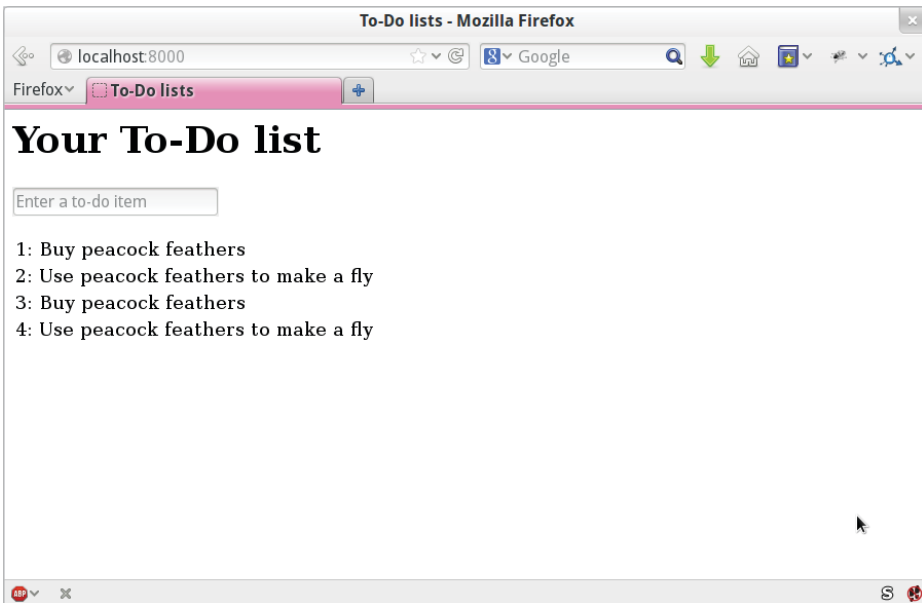 To-Do lists - Mozilla Firefox
localhost:8000
8 Google
Firefox
To-Do lists
Your To-Do list
Enter a to-do item
1: Buy peacock feathers
2: Use peacock feathers to make a fly
3: Buy peacock feathers
4: Use peacock feathers to make a fly
ABP
S